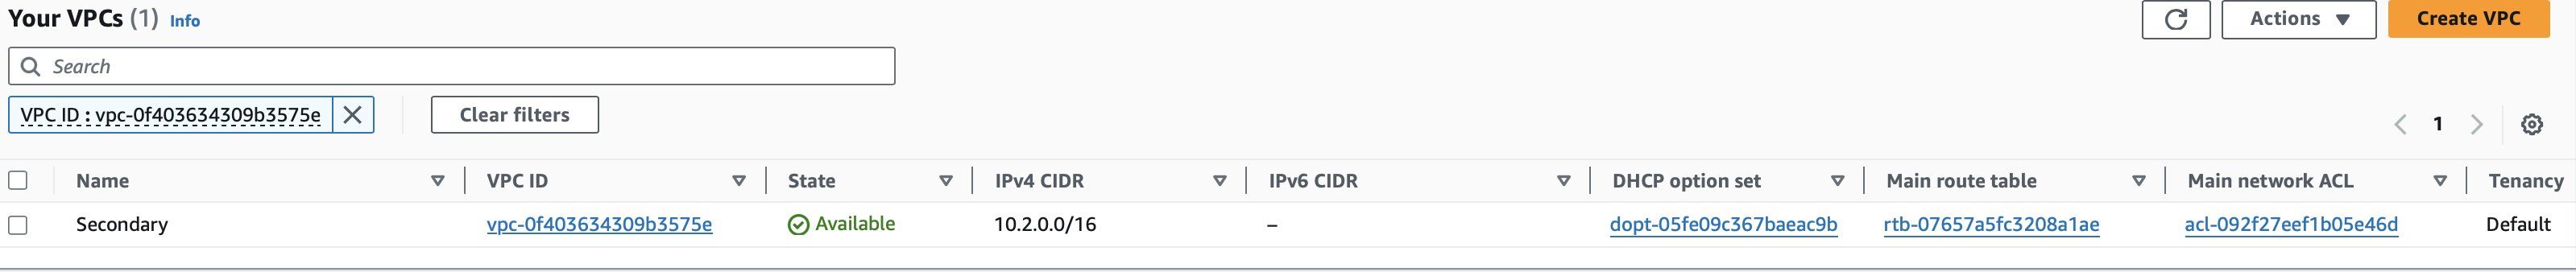 Your VPCs (1) Info
Actions
Create VPC
Search
VPC ID : vpc-0f403634309b3575e
Clear filters
1
Name VPC ID State IPv4 CIDR IPv6 CIDR DHCP option set Main route table Main network ACL Tenancy
Secondary vpc-0f403634309b3575e Available 10.2.0.0/16 – dopt-05fe09c367baeac9b rtb-07657a5fc3208a1ae acl-092f27eef1b05e46d Default